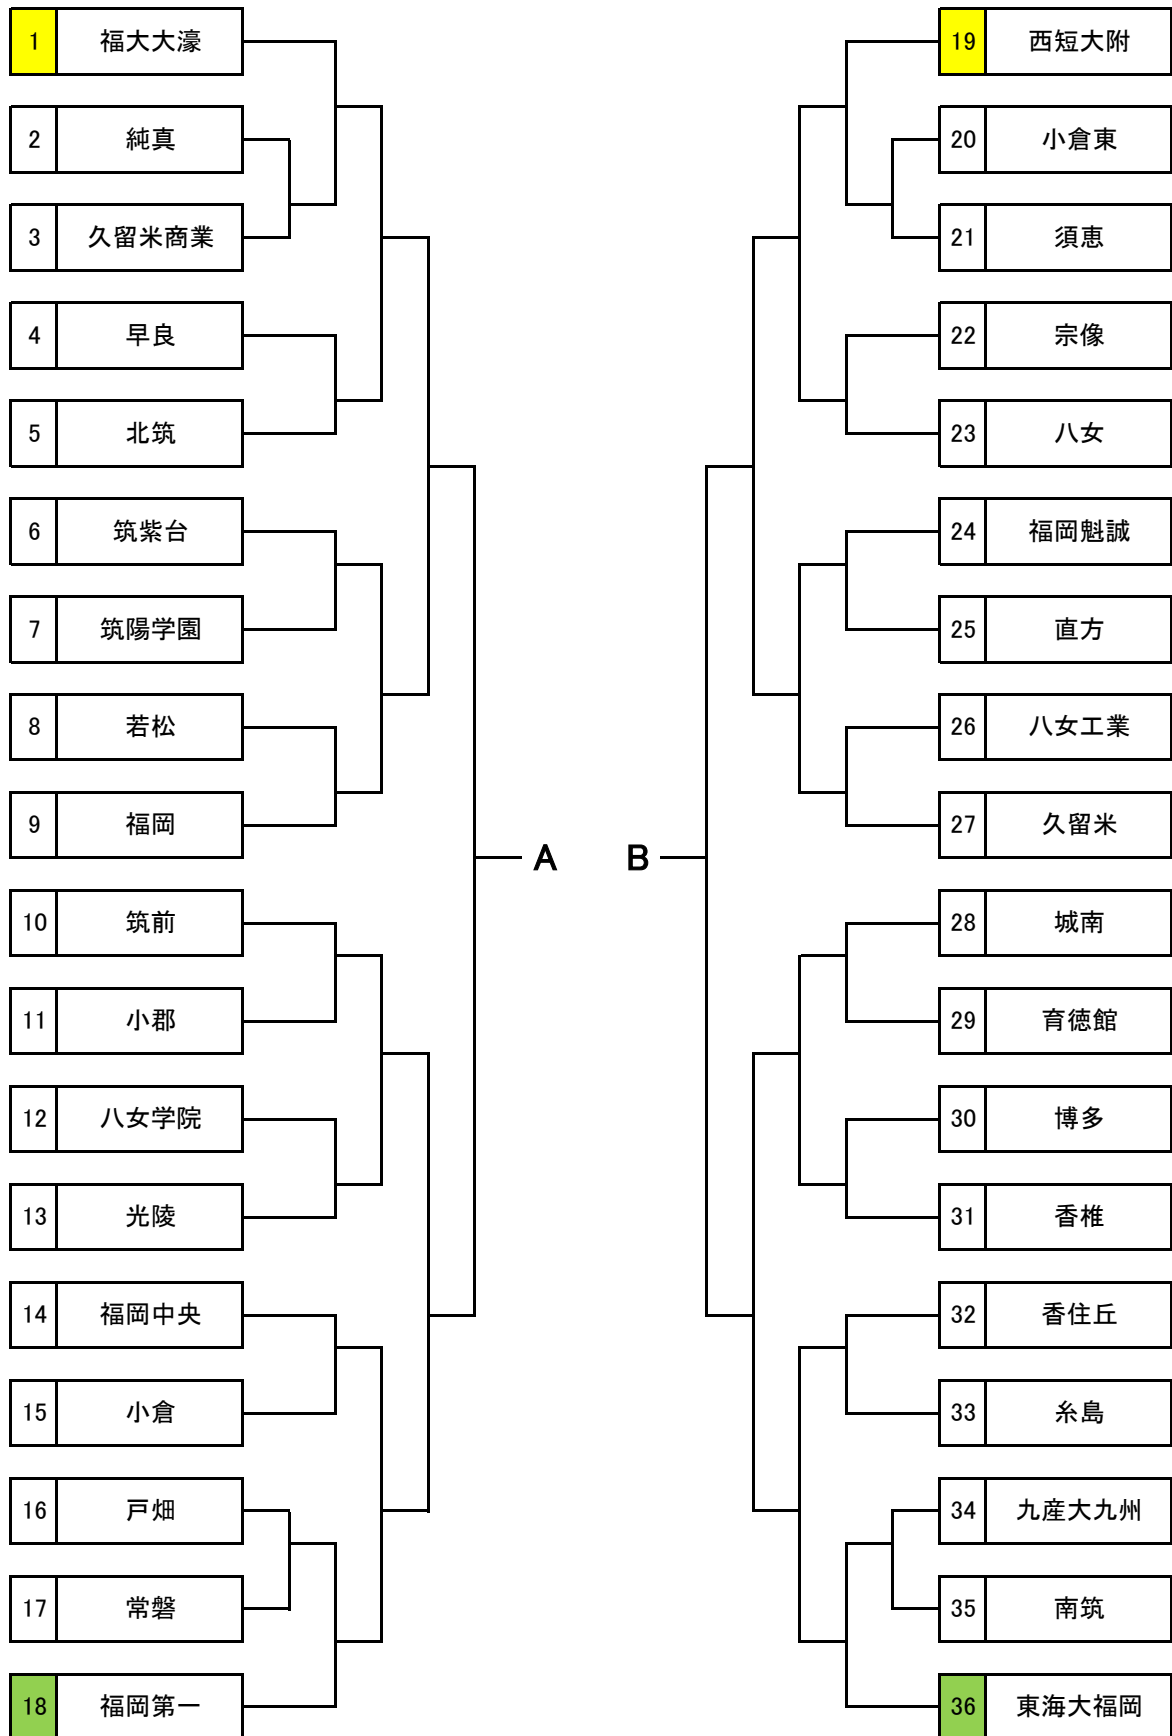 1 福大大濠
2 純真
3 久留米商業
4 早良
5 北筑
6 筑紫台
7 筑陽学園
8 若松
9 福岡
10 筑前
11 小郡
12 八女学院
13 光陵
14 福岡中央
15 小倉
16 戸畑
17 常磐
18 福岡第一
A
B
19 西短大附
20 小倉東
21 須恵
22 宗像
23 八女
24 福岡魁誠
25 直方
26 八女工業
27 久留米
28 城南
29 育徳館
30 博多
31 香椎
32 香住丘
33 糸島
34 九産大九州
35 南筑
36 東海大福岡